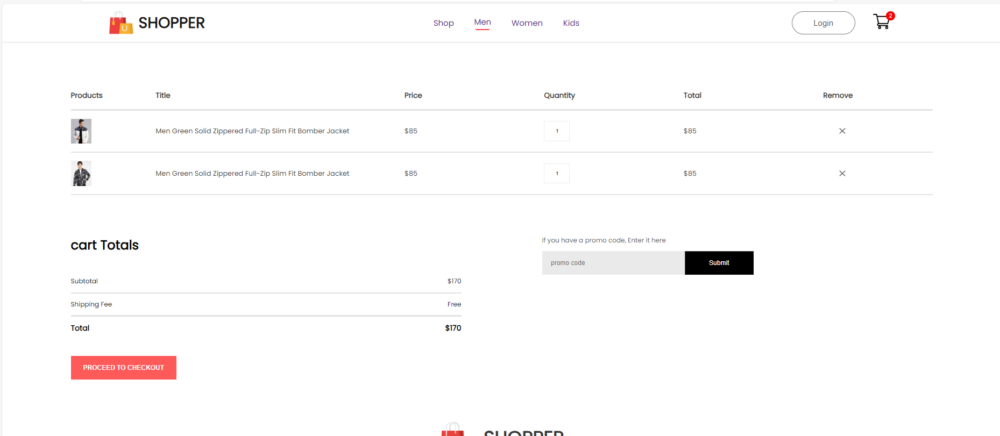 U SHOPPER
Shop Men Women Kids
Login
2
Products Title Price Quantity Total Remove
Men Green Solid Zippered Full-Zip Slim Fit Bomber Jacket $85 1 $85
Men Green Solid Zippered Full-Zip Slim Fit Bomber Jacket $85 1 $85
cart Totals
Subtotal $170
Shipping Fee Free
Total $170
PROCEED TO CHECKOUT
If you have a promo code, Enter it here
promo code Submit
SHOPPER